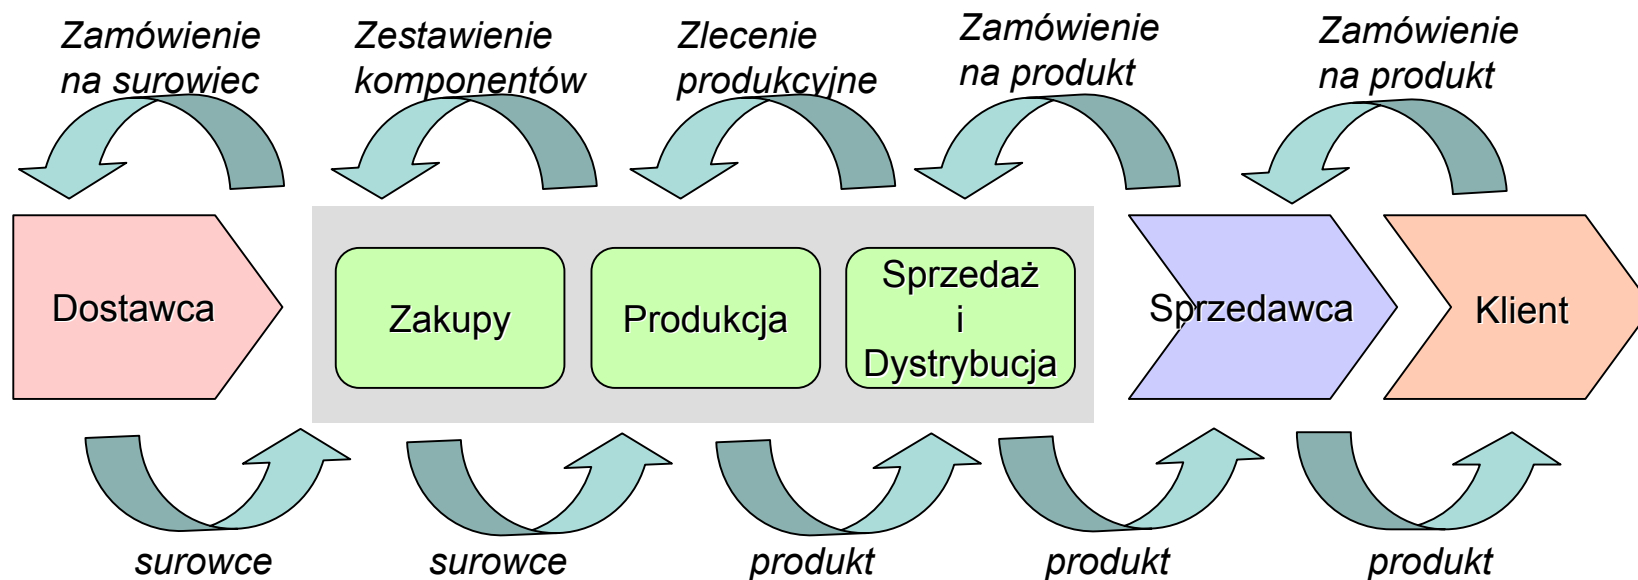 Zamówienie
na surowiec
Zestawienie
komponentów
Zlecenie
produkcyjne
Zamówienie
na produkt
Zamówienie
na produkt
Dostawca
Zakupy
Produkcja
Sprzedaż
i
Dystrybucja
Sprzedawca
Klient
surowce
surowce
produkt
produkt
produkt